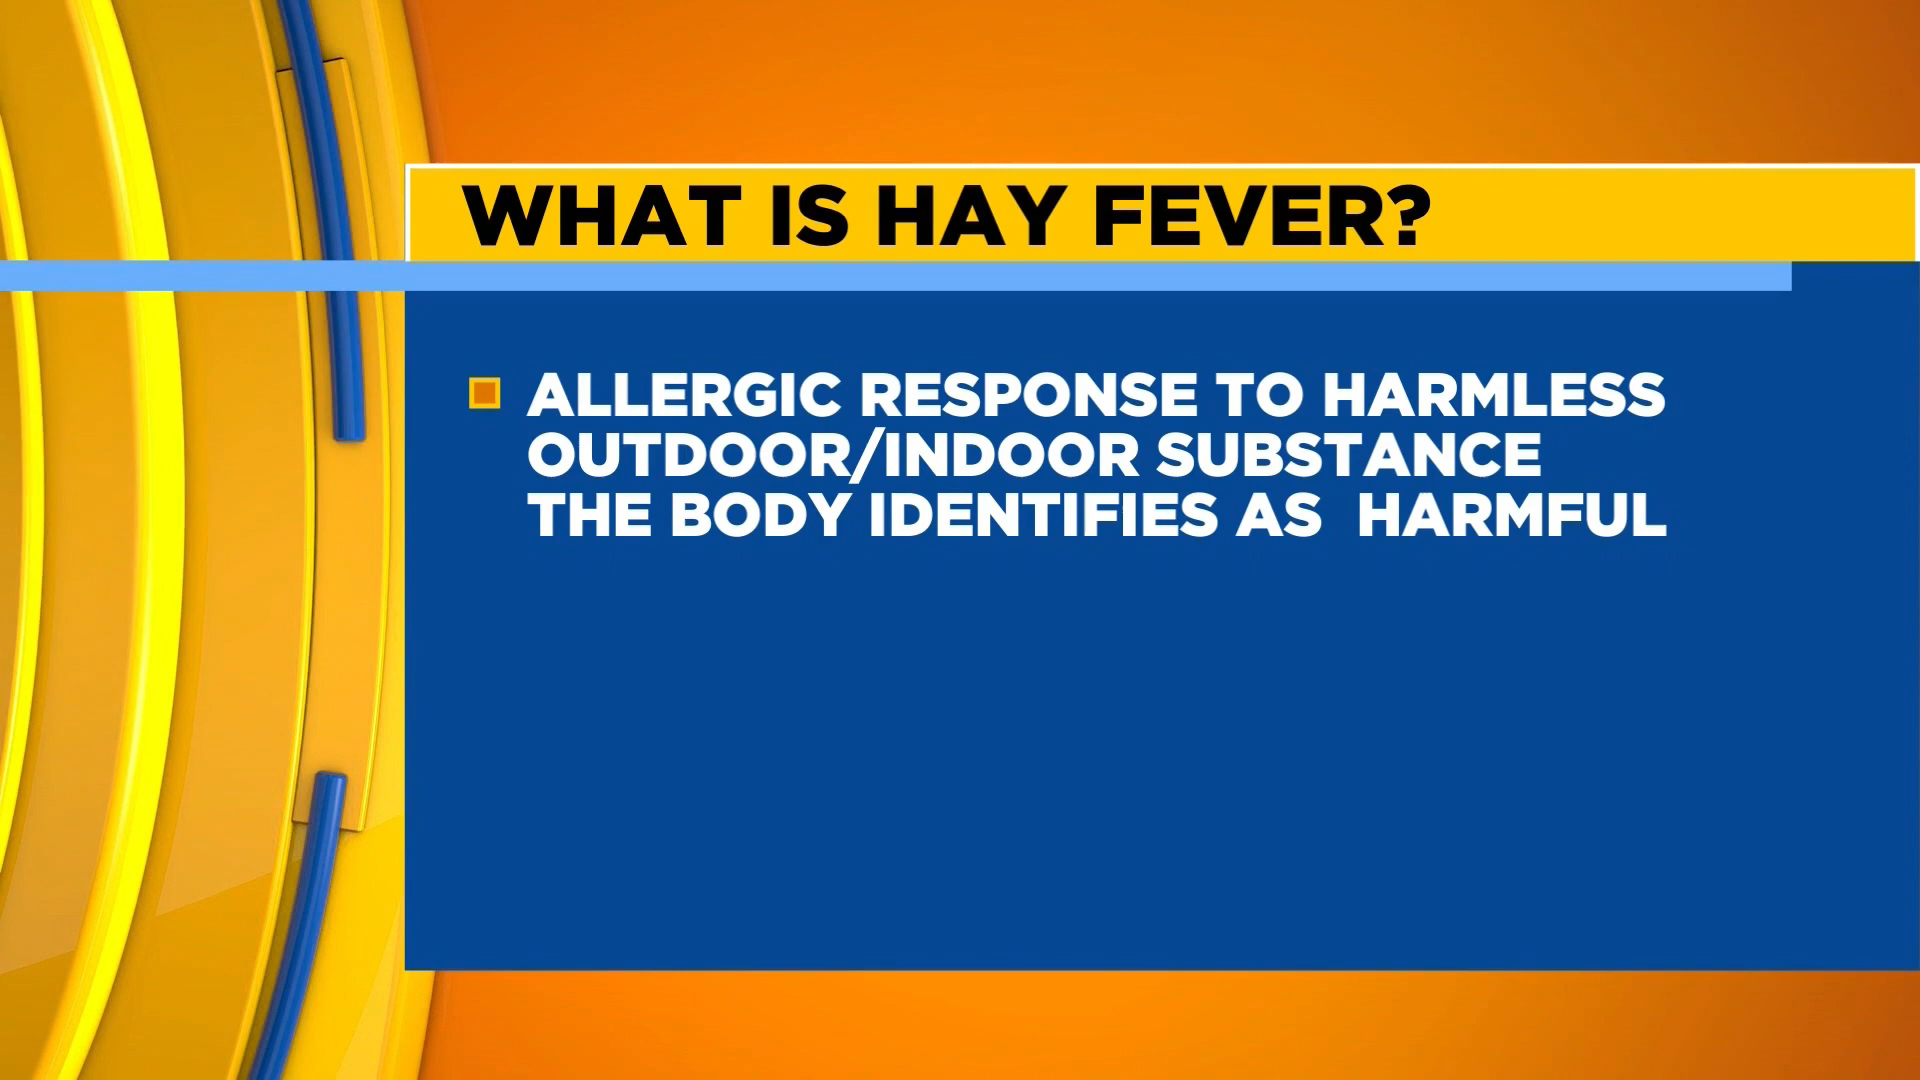 WHAT IS HAY FEVER?
ALLERGIC RESPONSE TO HARMLESS
OUTDOOR/INDOOR SUBSTANCE
THE BODY IDENTIFIES AS  HARMFUL